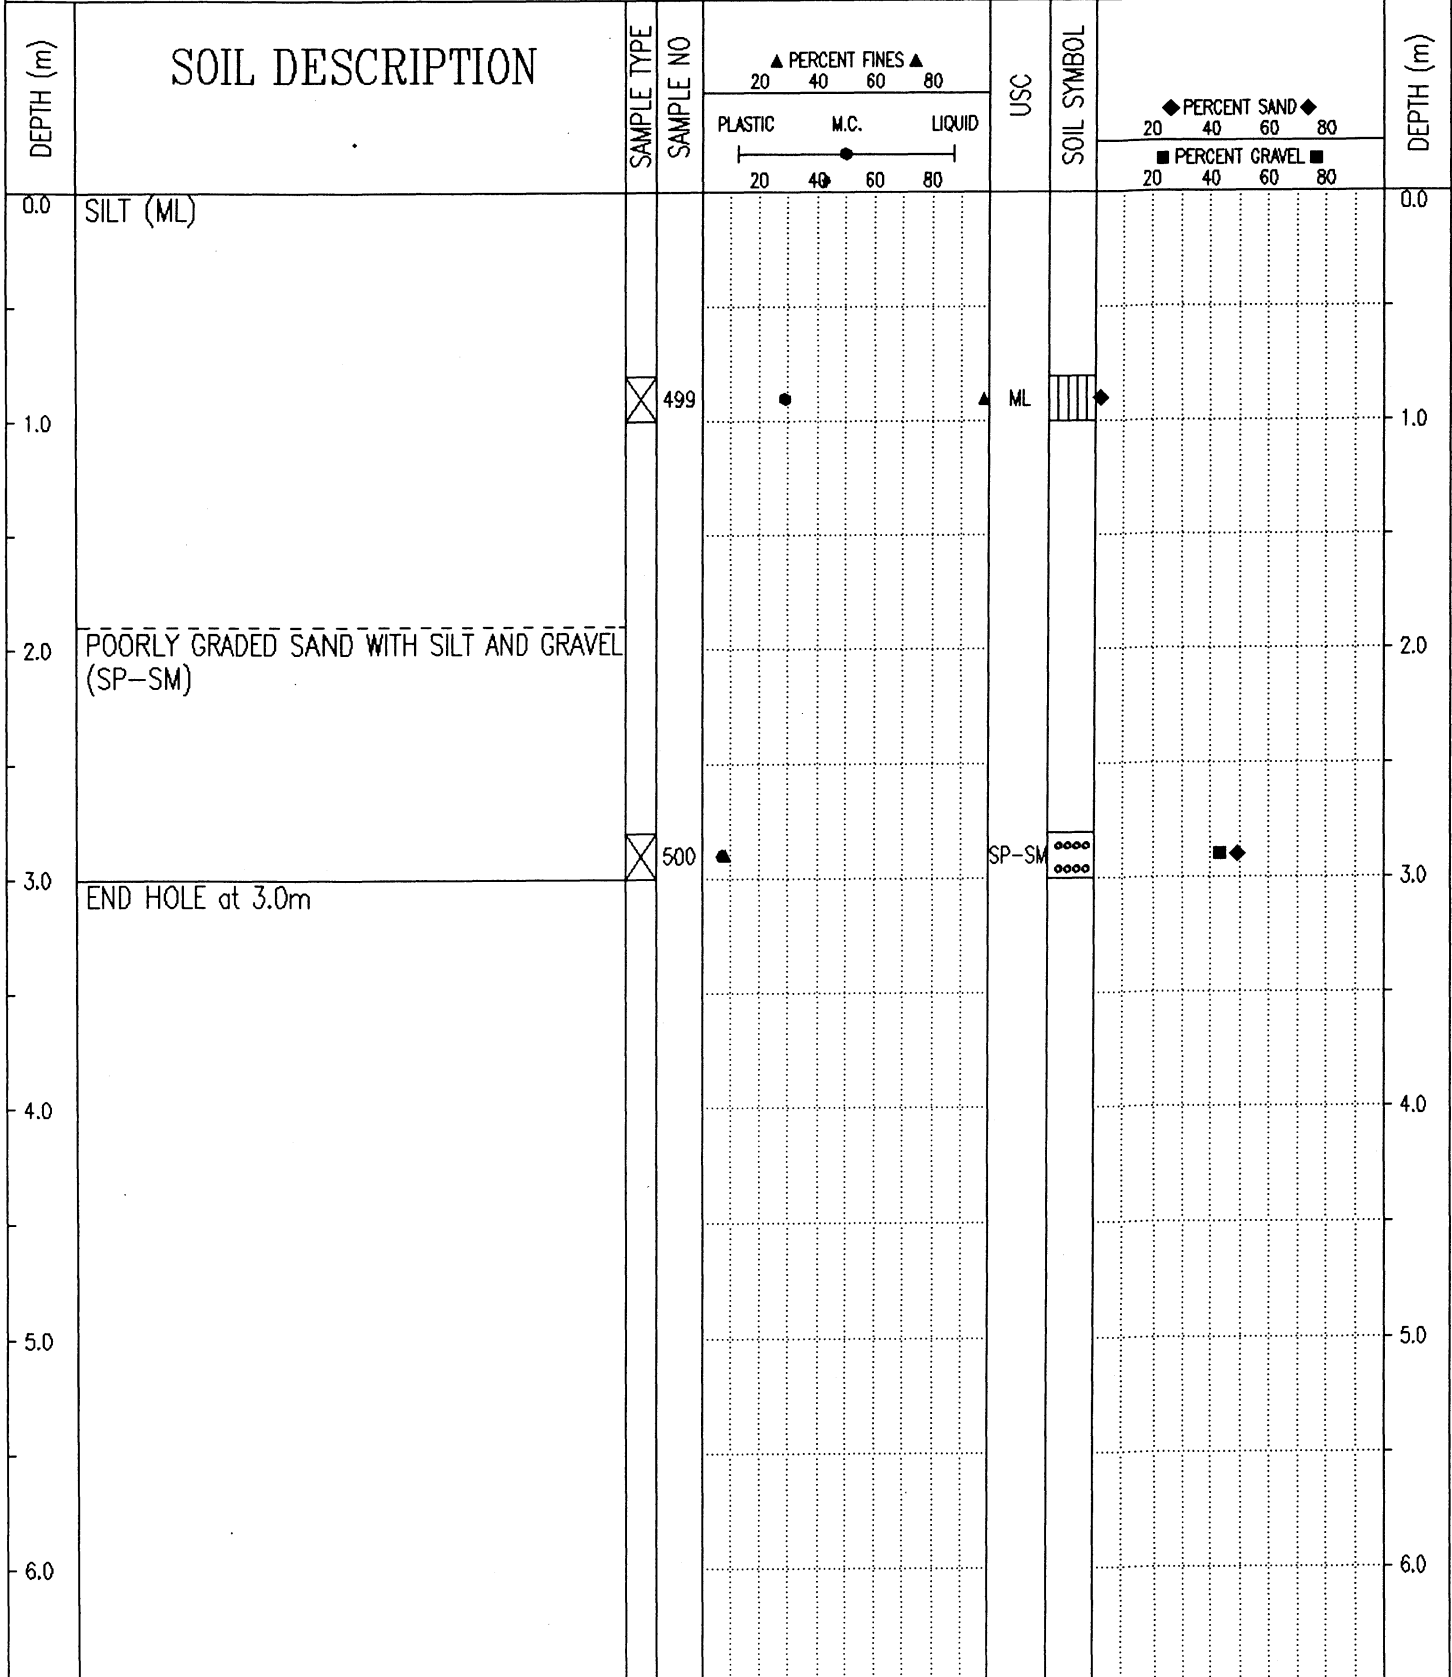 DEPTH (m)
SOIL DESCRIPTION
SAMPLE TYPE
SAMPLE NO
▲ PERCENT FINES ▲
20 40 60 80
PLASTIC M.C. LIQUID
20 40 60 80
USC
SOIL SYMBOL
◆ PERCENT SAND ◆
20 40 60 80
■ PERCENT GRAVEL ■
20 40 60 80
DEPTH (m)
0.0 SILT (ML) 0.0
499 ML
1.0 1.0
POORLY GRADED SAND WITH SILT AND GRAVEL
2.0 2.0
(SP-SM)
500 SP-SM
3.0 3.0
END HOLE at 3.0m
4.0 4.0
5.0 5.0
6.0 6.0